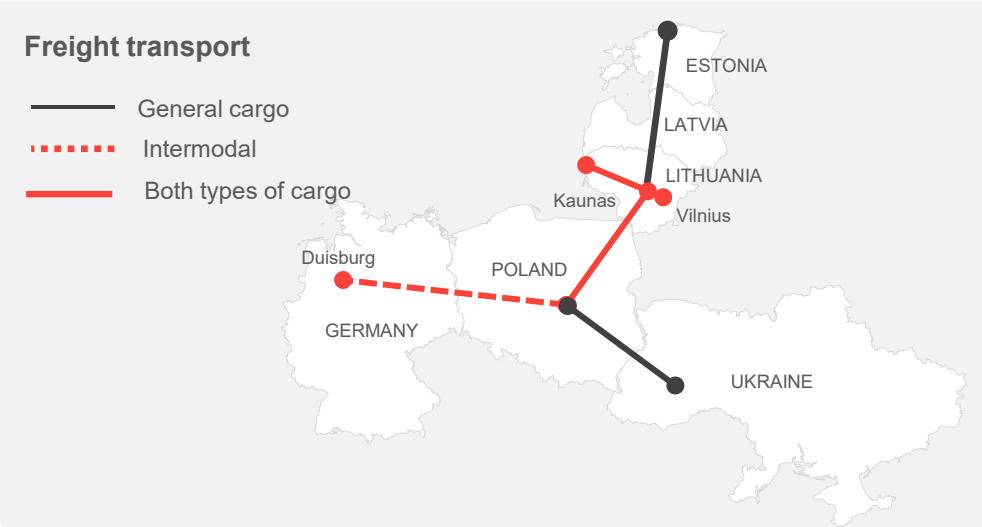 Freight transport
General cargo
Intermodal
Both types of cargo
ESTONIA
LATVIA
LITHUANIA
Kaunas
Vilnius
Duisburg
POLAND
GERMANY
UKRAINE